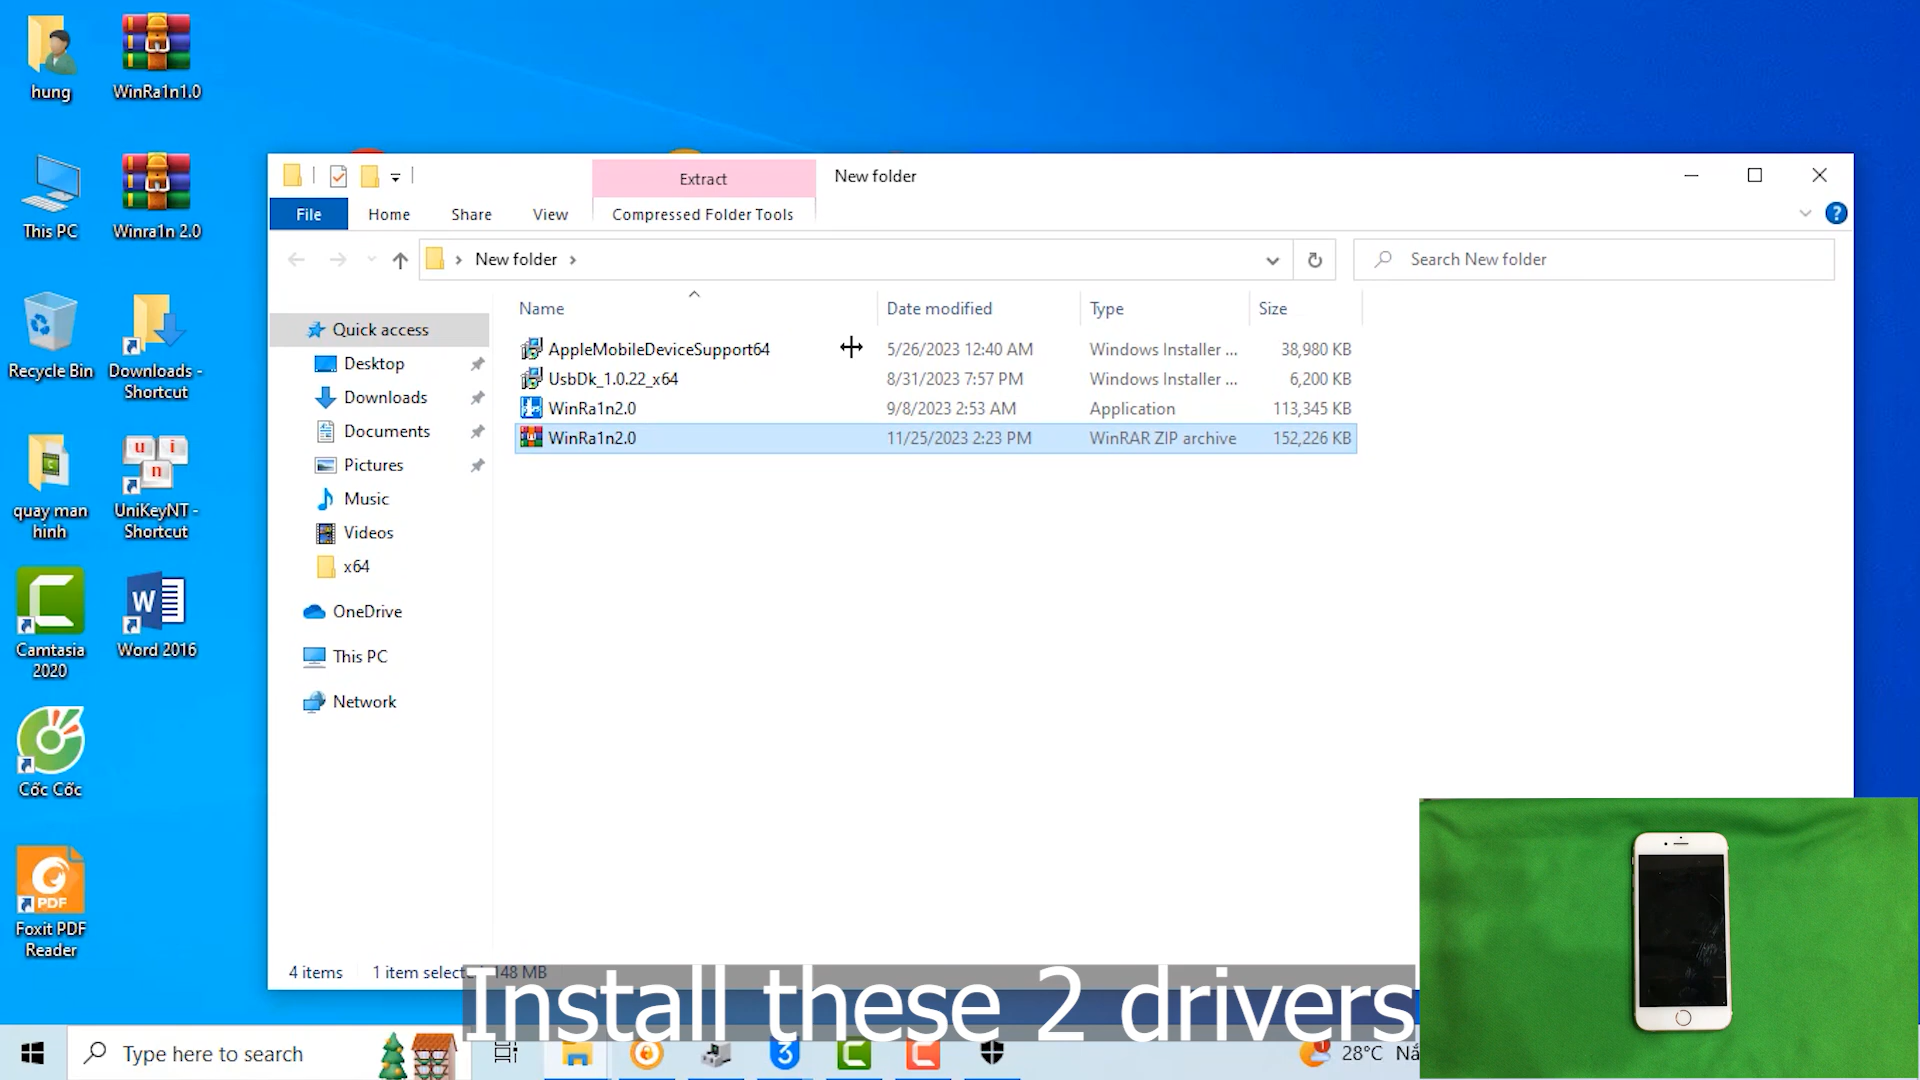 hung
WinRa1n1.0
This PC
Winra1n 2.0
Recycle Bin
Downloads -
Shortcut
quay man
hinh
UniKeyNT -
Shortcut
Camtasia
2020
Word 2016
Cốc Cốc
Foxit PDF
Reader
Extract
New folder
File
Home
Share
View
Compressed Folder Tools
New folder
Search New folder
Name
Date modified
Type
Size
AppleMobileDeviceSupport64 5/26/2023 12:40 AM Windows Installer ... 38,980 KB
UsbDk_1.0.22_x64 8/31/2023 7:57 PM Windows Installer ... 6,200 KB
WinRa1n2.0 9/8/2023 2:53 AM Application 113,345 KB
WinRa1n2.0 11/25/2023 2:23 PM WinRAR ZIP archive 152,226 KB
Quick access
Desktop
Downloads
Documents
Pictures
Music
Videos
x64
OneDrive
This PC
Network
4 items
1 item select
148 MB
Install these 2 drivers
Type here to search
28°C